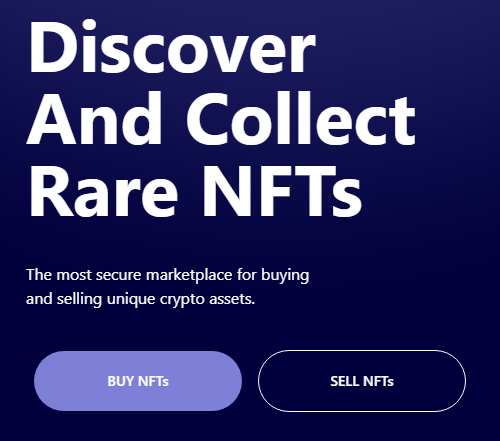 Discover
And Collect
Rare NFTs
The most secure marketplace for buying
and selling unique crypto assets.
BUY NFTs
SELL NFTs